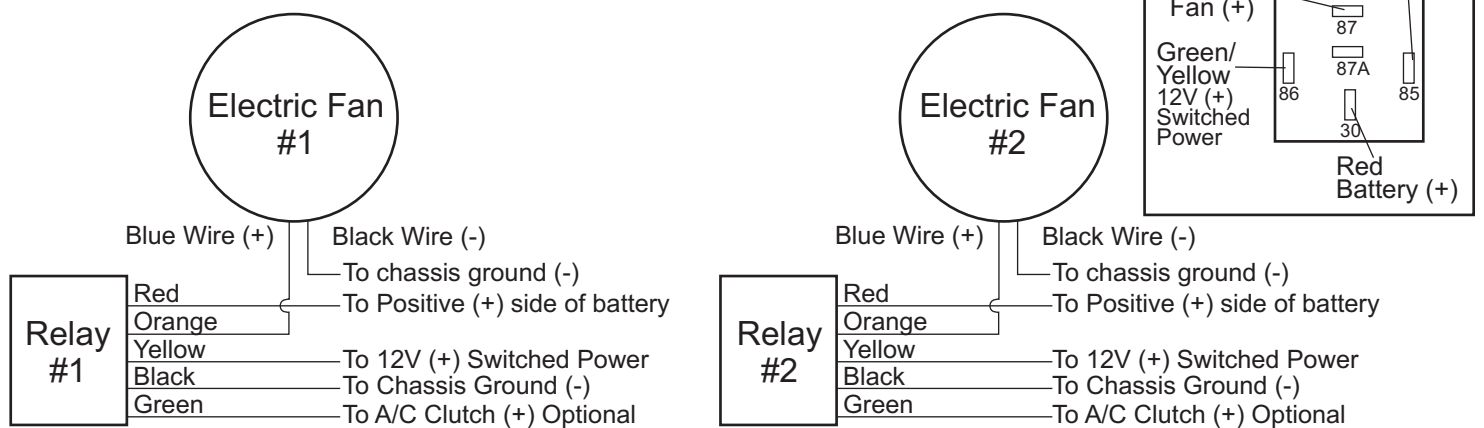 Electric Fan
#1
Blue Wire (+)
Black Wire (-)
To chassis ground (-)
Relay
#1
Red
To Positive (+) side of battery
Orange
Yellow
To 12V (+) Switched Power
Black
To Chassis Ground (-)
Green
To A/C Clutch (+) Optional
Electric Fan
#2
Blue Wire (+)
Black Wire (-)
To chassis ground (-)
Relay
#2
Red
To Positive (+) side of battery
Orange
Yellow
To 12V (+) Switched Power
Black
To Chassis Ground (-)
Green
To A/C Clutch (+) Optional
Fan (+)
87
Green/
Yellow
12V (+)
Switched
Power
86
87A
85
30
Red
Battery (+)